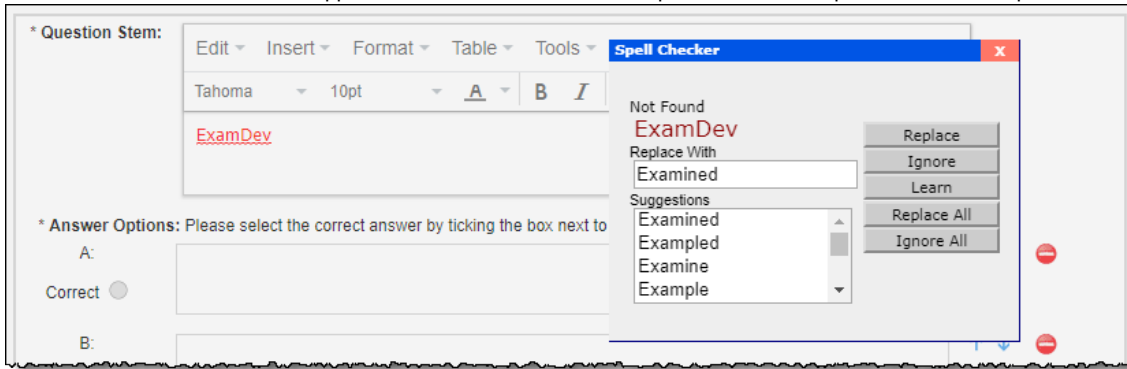 * Question Stem:
Edit Insert Format Table Tools
Tahoma 10pt A B I
ExamDev
Spell Checker x
Not Found
ExamDev
Replace With
Examined
Suggestions
Examined
Exampled
Examine
Example
Replace
Ignore
Learn
Replace All
Ignore All
* Answer Options: Please select the correct answer by ticking the box next to
A:
Correct
B: